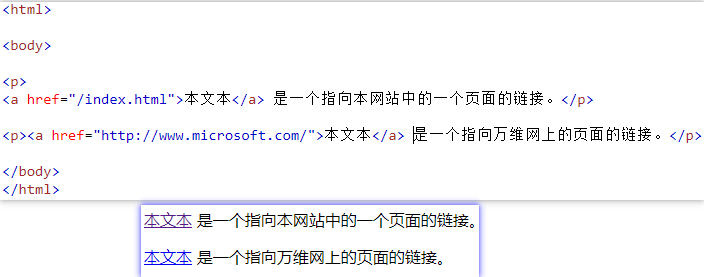 <html>
<body>
<p>
<a href="/index.html">本文本</a> 是一个指向本网站中的一个页面的链接。</p>
<p><a href="http://www.microsoft.com/">本文本</a> 是一个指向万维网上的页面的链接。</p>
</body>
</html>
本文本 是一个指向本网站中的一个页面的链接。
本文本 是一个指向万维网上的页面的链接。